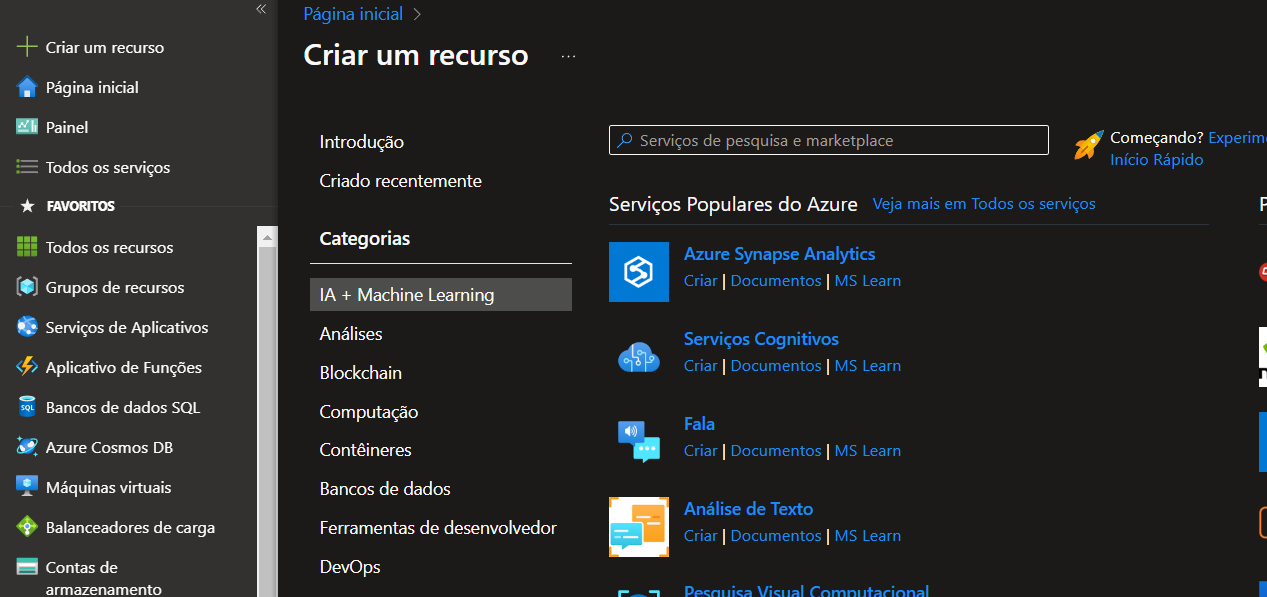 «
Criar um recurso
Página inicial
Painel
Todos os serviços
FAVORITOS
Todos os recursos
Grupos de recursos
Serviços de Aplicativos
Aplicativo de Funções
SQL
Bancos de dados SQL
Azure Cosmos DB
Máquinas virtuais
Balanceadores de carga
Contas de
armazenamento
Página inicial >
Criar um recurso ...
Introdução
Criado recentemente
Categorias
IA + Machine Learning
Análises
Blockchain
Computação
Contêineres
Bancos de dados
Ferramentas de desenvolvedor
DevOps
Serviços de pesquisa e marketplace
Começando?
Início Rápido
Serviços Populares do Azure Veja mais em Todos os serviços
Azure Synapse Analytics
Criar | Documentos | MS Learn
Serviços Cognitivos
Criar | Documentos | MS Learn
Fala
Criar | Documentos | MS Learn
Análise de Texto
Criar | Documentos | MS Learn
Pesquisa Visual Computacional